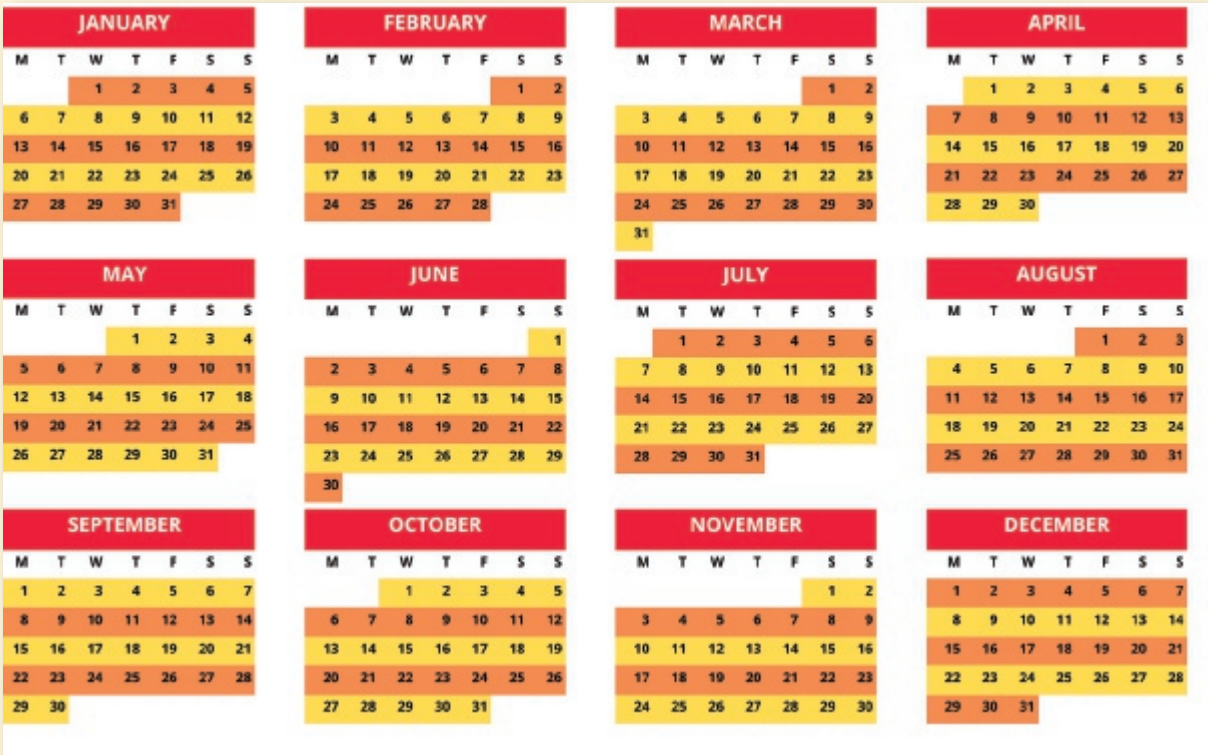 JANUARY FEBRUARY MARCH APRIL
M T W T F S S M T W T F S S M T W T F S S M T W T F S S
1 2 3 4 5 1 2 1 2 1 2 3 4 5 6
6 7 8 9 10 11 12 3 4 5 6 7 8 9 3 4 5 6 7 8 9 7 8 9 10 11 12 13
13 14 15 16 17 18 19 10 11 12 13 14 15 16 10 11 12 13 14 15 16 14 15 16 17 18 19 20
20 21 22 23 24 25 26 17 18 19 20 21 22 23 17 18 19 20 21 22 23 21 22 23 24 25 26 27
27 28 29 30 31 24 25 26 27 28 24 25 26 27 28 29 30 28 29 30
31
MAY JUNE JULY AUGUST
M T W T F S S M T W T F S S M T W T F S S M T W T F S S
1 2 3 4 1 1 2 3 4 5 6 1 2 3
5 6 7 8 9 10 11 2 3 4 5 6 7 8 7 8 9 10 11 12 13 4 5 6 7 8 9 10
12 13 14 15 16 17 18 9 10 11 12 13 14 15 14 15 16 17 18 19 20 11 12 13 14 15 16 17
19 20 21 22 23 24 25 16 17 18 19 20 21 22 21 22 23 24 25 26 27 18 19 20 21 22 23 24
26 27 28 29 30 31 23 24 25 26 27 28 29 28 29 30 31 25 26 27 28 29 30 31
30
SEPTEMBER OCTOBER NOVEMBER DECEMBER
M T W T F S S M T W T F S S M T W T F S S M T W T F S S
1 2 3 4 5 6 7 1 2 3 4 5 1 2 1 2 3 4 5 6 7
8 9 10 11 12 13 14 6 7 8 9 10 11 12 3 4 5 6 7 8 9 8 9 10 11 12 13 14
15 16 17 18 19 20 21 13 14 15 16 17 18 19 10 11 12 13 14 15 16 15 16 17 18 19 20 21
22 23 24 25 26 27 28 20 21 22 23 24 25 26 17 18 19 20 21 22 23 22 23 24 25 26 27 28
29 30 27 28 29 30 31 24 25 26 27 28 29 30 29 30 31